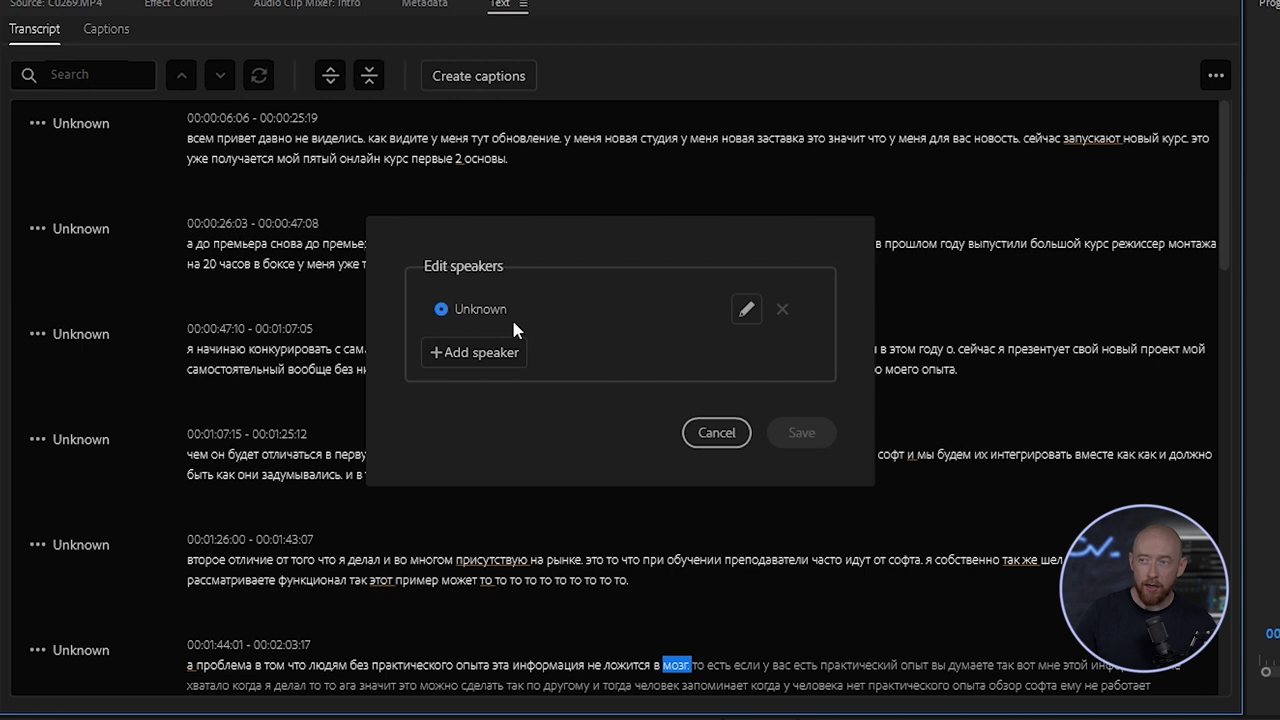 Source: C0269.MP4 Effect Controls Audio Clip Mixer: Intro Metadata Text
Transcript Captions
Search Create captions
Unknown
00:00:06:06 - 00:00:25:19
всем привет давно не виделись. как видите у меня тут обновление. у меня новая студия у меня новая заставка это значит что у меня для вас новость. сейчас запускают новый курс. это
уже получается мой пятый онлайн курс первые 2 основы.
Unknown
00:00:26:03 - 00:00:47:08
а до премьера снова до премье в прошлом году выпустили большой курс режиссер монтажа
на 20 часов в боксе у меня уже
Unknown
00:00:47:10 - 00:01:07:05
я начинаю конкурировать с сам в этом году о. сейчас я презентует свой новый проект мой
самостоятельный вообще без моего опыта.
Unknown
00:01:07:15 - 00:01:25:12
чем он будет отличаться в софт и мы будем их интегрировать вместе как как и должно
быть как они задумывались. и в
Unknown
00:01:26:00 - 00:01:43:07
второе отличие от того что я делал и во многом присутствую на рынке. это то что при обучении преподаватели часто идут от софта. я собственно так же шел
рассматриваете функционал так этот пример может то то то то то то то то то то.
Unknown
00:01:44:01 - 00:02:03:17
а проблема в том что людям без практического опыта эта информация не ложится в мозг. то есть если у вас есть практический опыт вы думаете так вот мне этой
хватало когда я делал то то ага значит это можно сделать так по другому и тогда человек запоминает когда у человека нет практического опыта обзор софта ему не работает
Edit speakers
Unknown
+Add speaker
Cancel Save